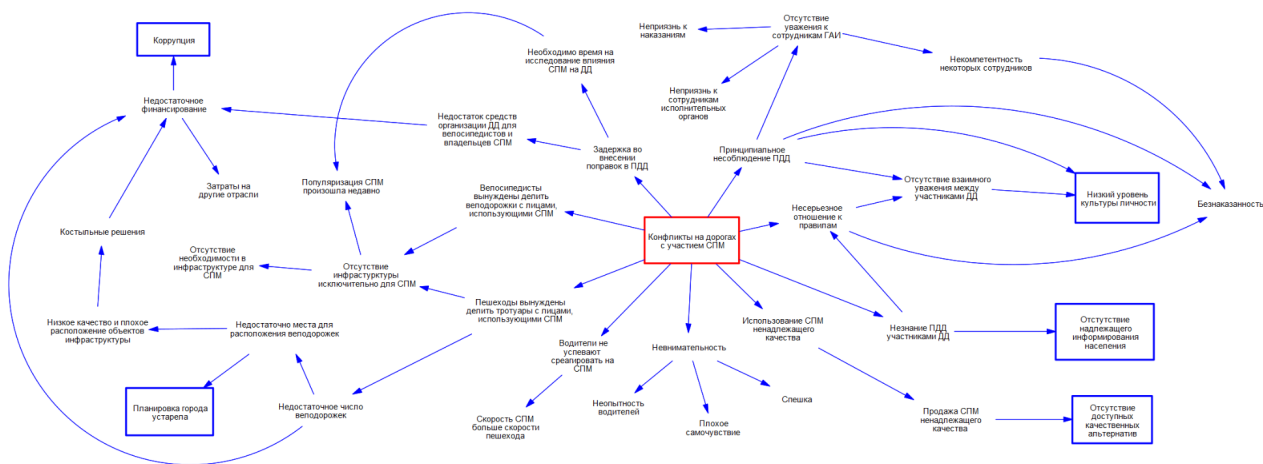 Коррупция
Недостаточное
финансирование
Необходимо время на
исследование влияния
СПМ на ДД
Неприязнь к
наказаниям
Отсутствие
уважения к
сотрудникам ГАИ
Некомпетентность
некоторых сотрудников
Неприязнь к
сотрудникам
исполнительных
органов
Недостаток средств
организации ДД для
велосипедистов и
владельцев СПМ
Задержка во
внесении
поправок в ПДД
Принципиальное
несоблюдение ПДД
Затраты на
другие отрасли
Популяризация СПМ
произошла недавно
Велосипедисты
вынуждены делить
велодорожки с лицами,
использующими СПМ
Отсутствие взаимного
уважения между
участниками ДД
Низкий уровень
культуры личности
Безнаказанность
Несерьезное
отношение к
правилам
Конфликты на дорогах
с участием СПМ
Костыльные решения
Отсутствие
необходимости в
инфраструктуре для
СПМ
Отсутствие
инфрастурктуры
исключительно для СПМ
Пешеходы вынуждены
делить тротуары с лицами,
использующими СПМ
Низкое качество и плохое
расположение объектов
инфраструктуры
Недостаточно места для
расположения велодорожек
Водители не
успевают
среагировать на
СПМ
Невнимательность
Использование СПМ
ненадлежащего
качества
Незнание ПДД
участниками ДД
Отсутствие
надлежащего
информирования
населения
Планировка города
устарела
Недостаточное число
велодорожек
Скорость СПМ
больше скорости
пешехода
Неопытность
водителей
Плохое
самочувствие
Спешка
Продажа СПМ
ненадлежащего
качества
Отсутствие
доступных
качественных
альтернатив